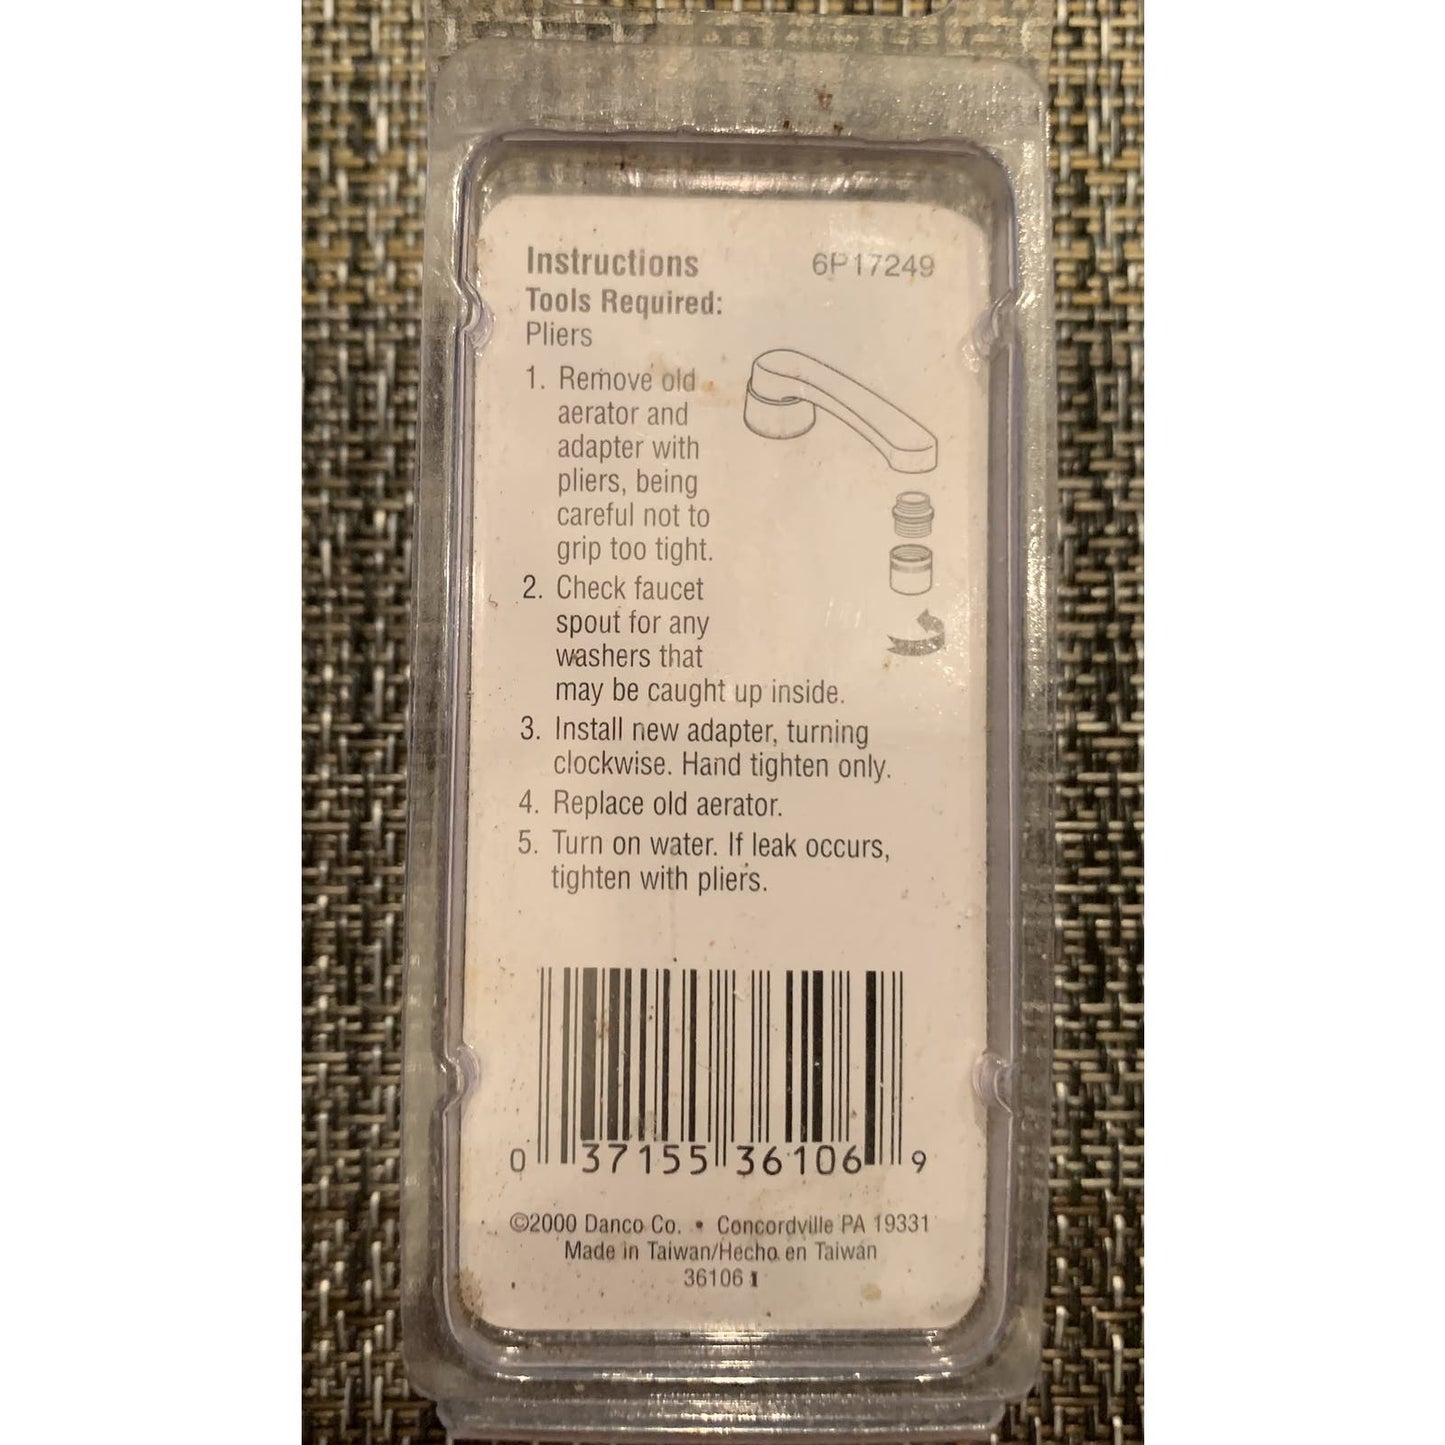 Instructions 6P17249
Tools Required:
Pliers
1. Remove old
aerator and
adapter with
pliers, being
careful not to
grip too tight.
2. Check faucet
spout for any
washers that
may be caught up inside.
3. Install new adapter, turning
clockwise. Hand tighten only.
4. Replace old aerator.
5. Turn on water. If leak occurs,
tighten with pliers.
0 37155 36106 9
©2000 Danco Co. • Concordville PA 19331
Made in Taiwan/Hecho en Taiwán
36106 1